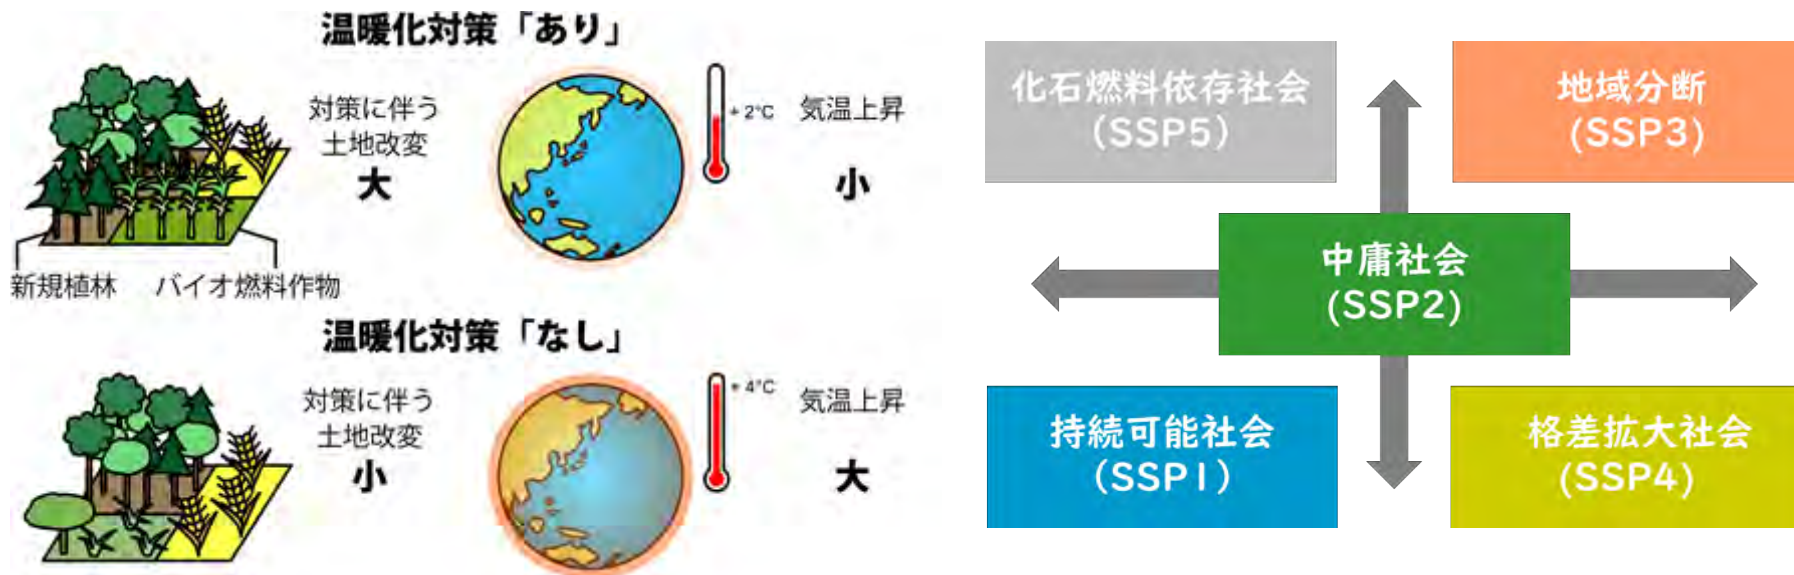 温暖化対策「あり」
対策に伴う
土地改変
大
+ 2°C
気温上昇
小
新規植林
バイオ燃料作物
温暖化対策「なし」
対策に伴う
土地改変
小
+ 4°C
気温上昇
大
化石燃料依存社会
(SSP5)
地域分断
(SSP3)
中庸社会
(SSP2)
持続可能社会
(SSP1)
格差拡大社会
(SSP4)